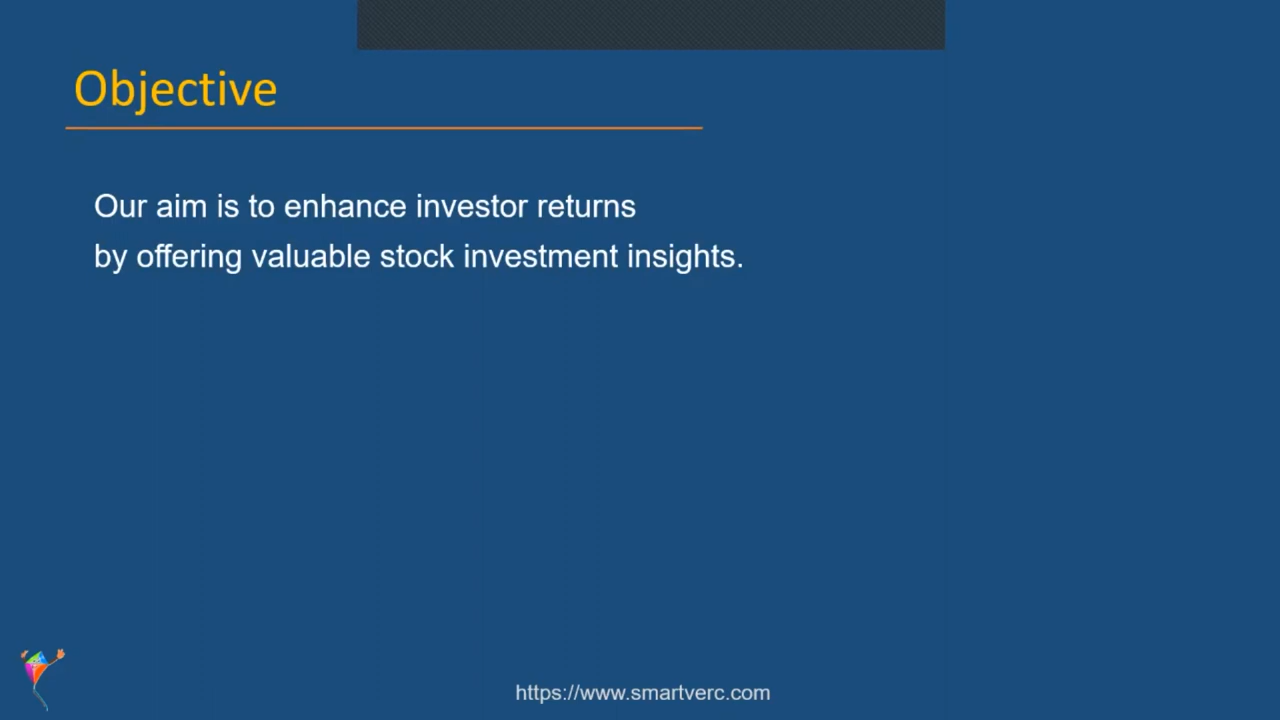 Objective
Our aim is to enhance investor returns
by offering valuable stock investment insights.
https://www.smartverc.com